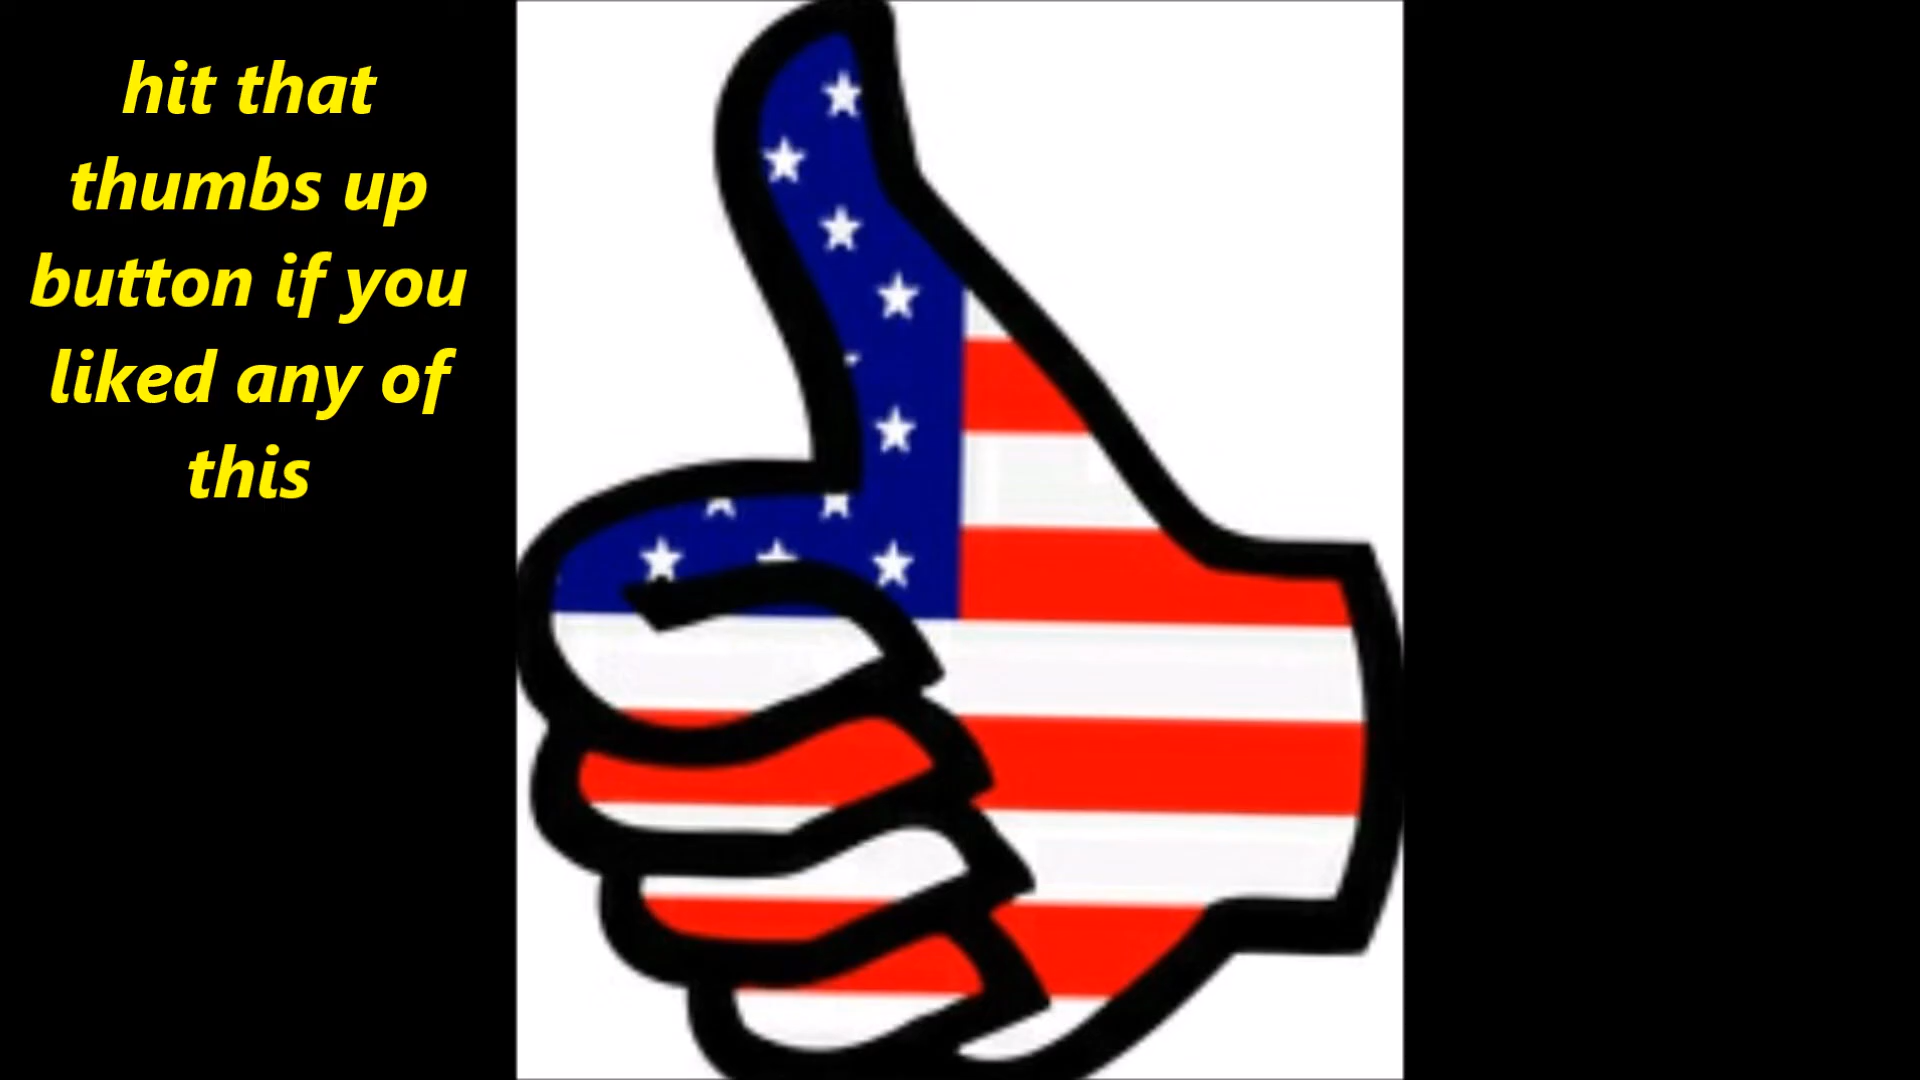 hit that
thumbs up
button if you
liked any of
this